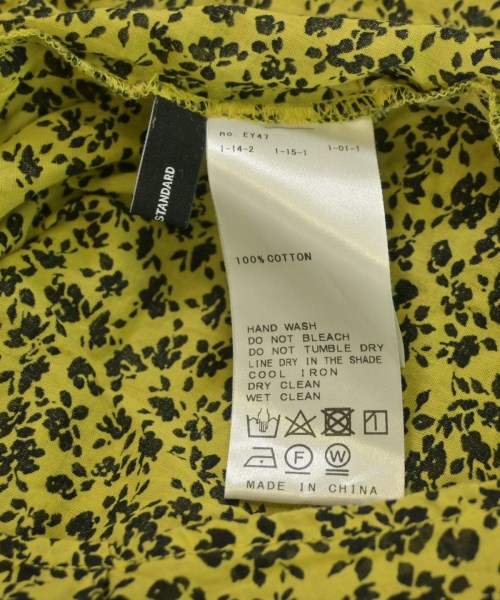 STANDARD
no. EY47
1-14-2 1-15-1 1-01-1
100% COTTON
HAND WASH
DO NOT BLEACH
DO NOT TUMBLE DRY
LINE DRY IN THE SHADE
COOL IRON
DRY CLEAN
WET CLEAN
F W
MADE IN CHINA